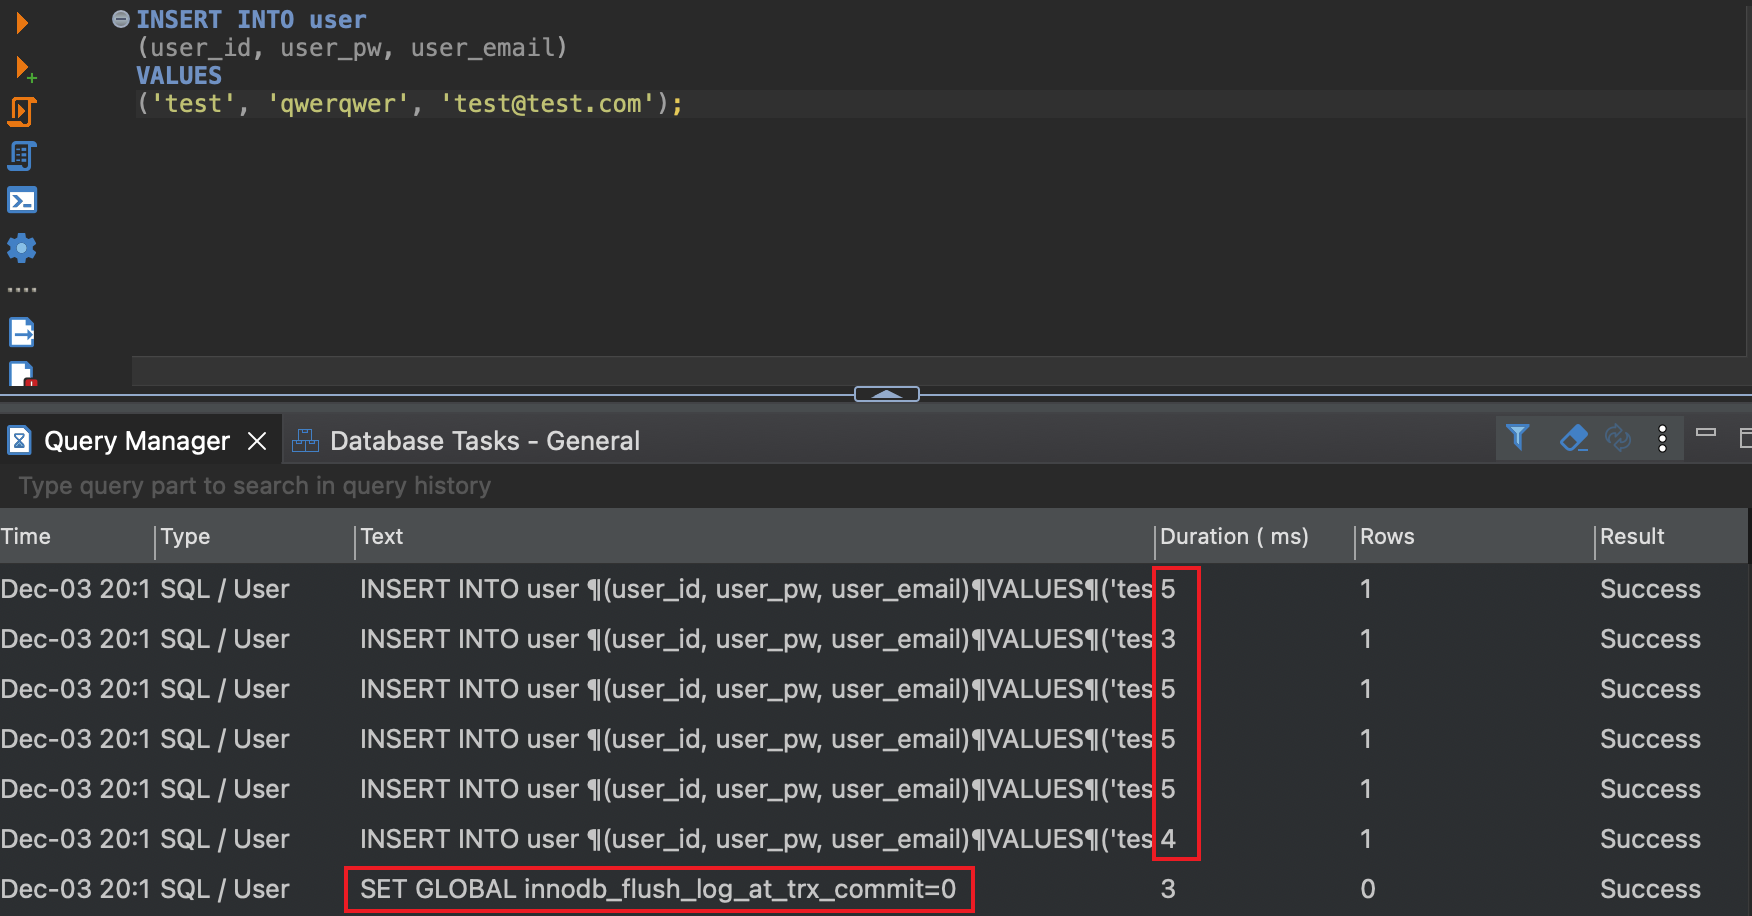 INSERT INTO user
(user_id, user_pw, user_email)
VALUES
('test', 'qwerqwer', 'test@test.com');
Query Manager Database Tasks - General
Type query part to search in query history
Time Type Text Duration ( ms) Rows Result
Dec-03 20:1 SQL / User INSERT INTO user ¶(user_id, user_pw, user_email)¶VALUES¶('tes 5 1 Success
Dec-03 20:1 SQL / User INSERT INTO user ¶(user_id, user_pw, user_email)¶VALUES¶('tes 3 1 Success
Dec-03 20:1 SQL / User INSERT INTO user ¶(user_id, user_pw, user_email)¶VALUES¶('tes 5 1 Success
Dec-03 20:1 SQL / User INSERT INTO user ¶(user_id, user_pw, user_email)¶VALUES¶('tes 5 1 Success
Dec-03 20:1 SQL / User INSERT INTO user ¶(user_id, user_pw, user_email)¶VALUES¶('tes 5 1 Success
Dec-03 20:1 SQL / User INSERT INTO user ¶(user_id, user_pw, user_email)¶VALUES¶('tes 4 1 Success
Dec-03 20:1 SQL / User SET GLOBAL innodb_flush_log_at_trx_commit=0 3 0 Success